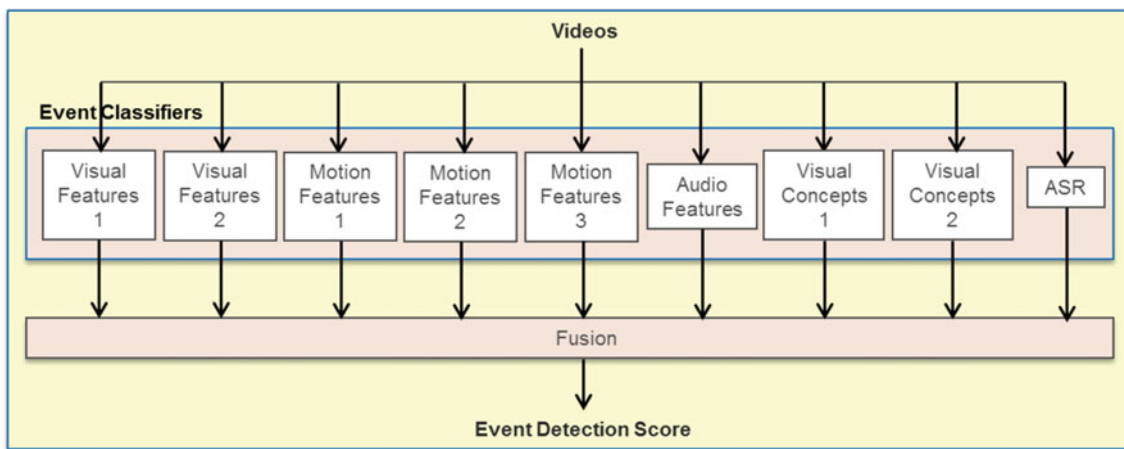 Videos
Event Classifiers
Visual
Features
1
Visual
Features
2
Motion
Features
1
Motion
Features
2
Motion
Features
3
Audio
Features
Visual
Concepts
1
Visual
Concepts
2
ASR
Fusion
Event Detection Score